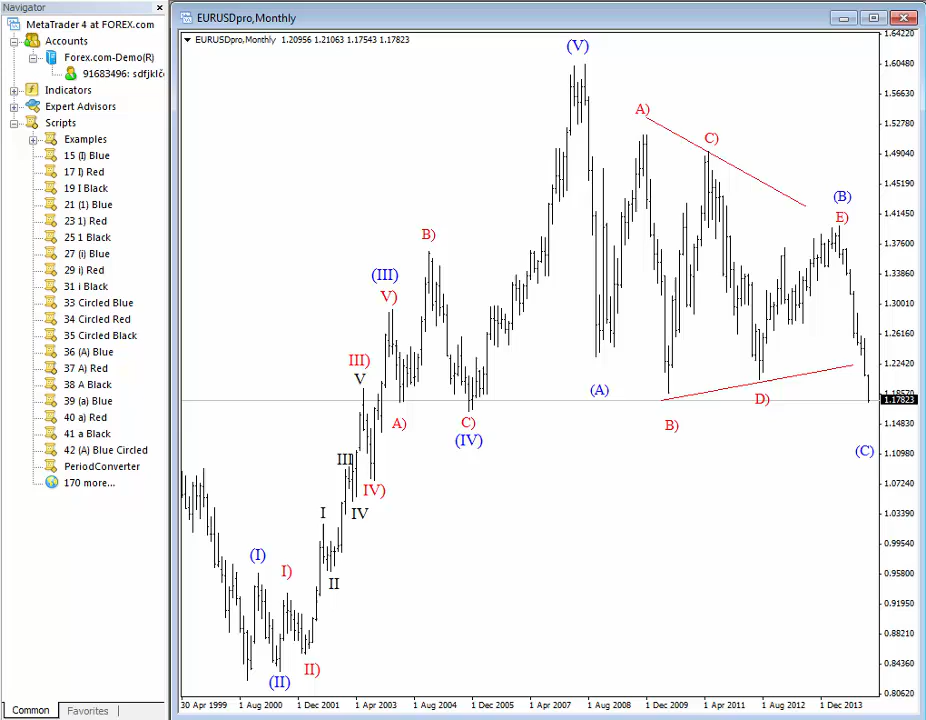 Navigator
MetaTrader 4 at FOREX.com
Accounts
Forex.com-Demo(R)
91683496: sdfjklč
Indicators
Expert Advisors
Scripts
Examples
15 (I) Blue
17 I) Red
19 I Black
21 (1) Blue
23 1) Red
25 1 Black
27 (i) Blue
29 i) Red
31 i Black
33 Circled Blue
34 Circled Red
35 Circled Black
36 (A) Blue
37 A) Red
38 A Black
39 (a) Blue
40 a) Red
41 a Black
42 (A) Blue Circled
PeriodConverter
170 more...
Common
Favorites
EURUSDpro,Monthly
EURUSDpro,Monthly 1.20956 1.21063 1.17543 1.17823
(V)
A)
C)
(B)
E)
B)
(III)
V)
III)
V
(A)
A)
C)
(IV)
B)
D)
(C)
III
IV)
I
IV
(I)
I)
II
II)
(II)
1.64220
1.60480
1.56630
1.52780
1.49040
1.45190
1.41450
1.37600
1.33860
1.30010
1.26160
1.22420
1.18570
1.17823
1.14830
1.10980
1.07240
1.03390
0.99540
0.95800
0.91950
0.88210
0.84360
0.80620
30 Apr 1999
1 Aug 2000
1 Dec 2001
1 Apr 2003
1 Aug 2004
1 Dec 2005
1 Apr 2007
1 Aug 2008
1 Dec 2009
1 Apr 2011
1 Aug 2012
1 Dec 2013